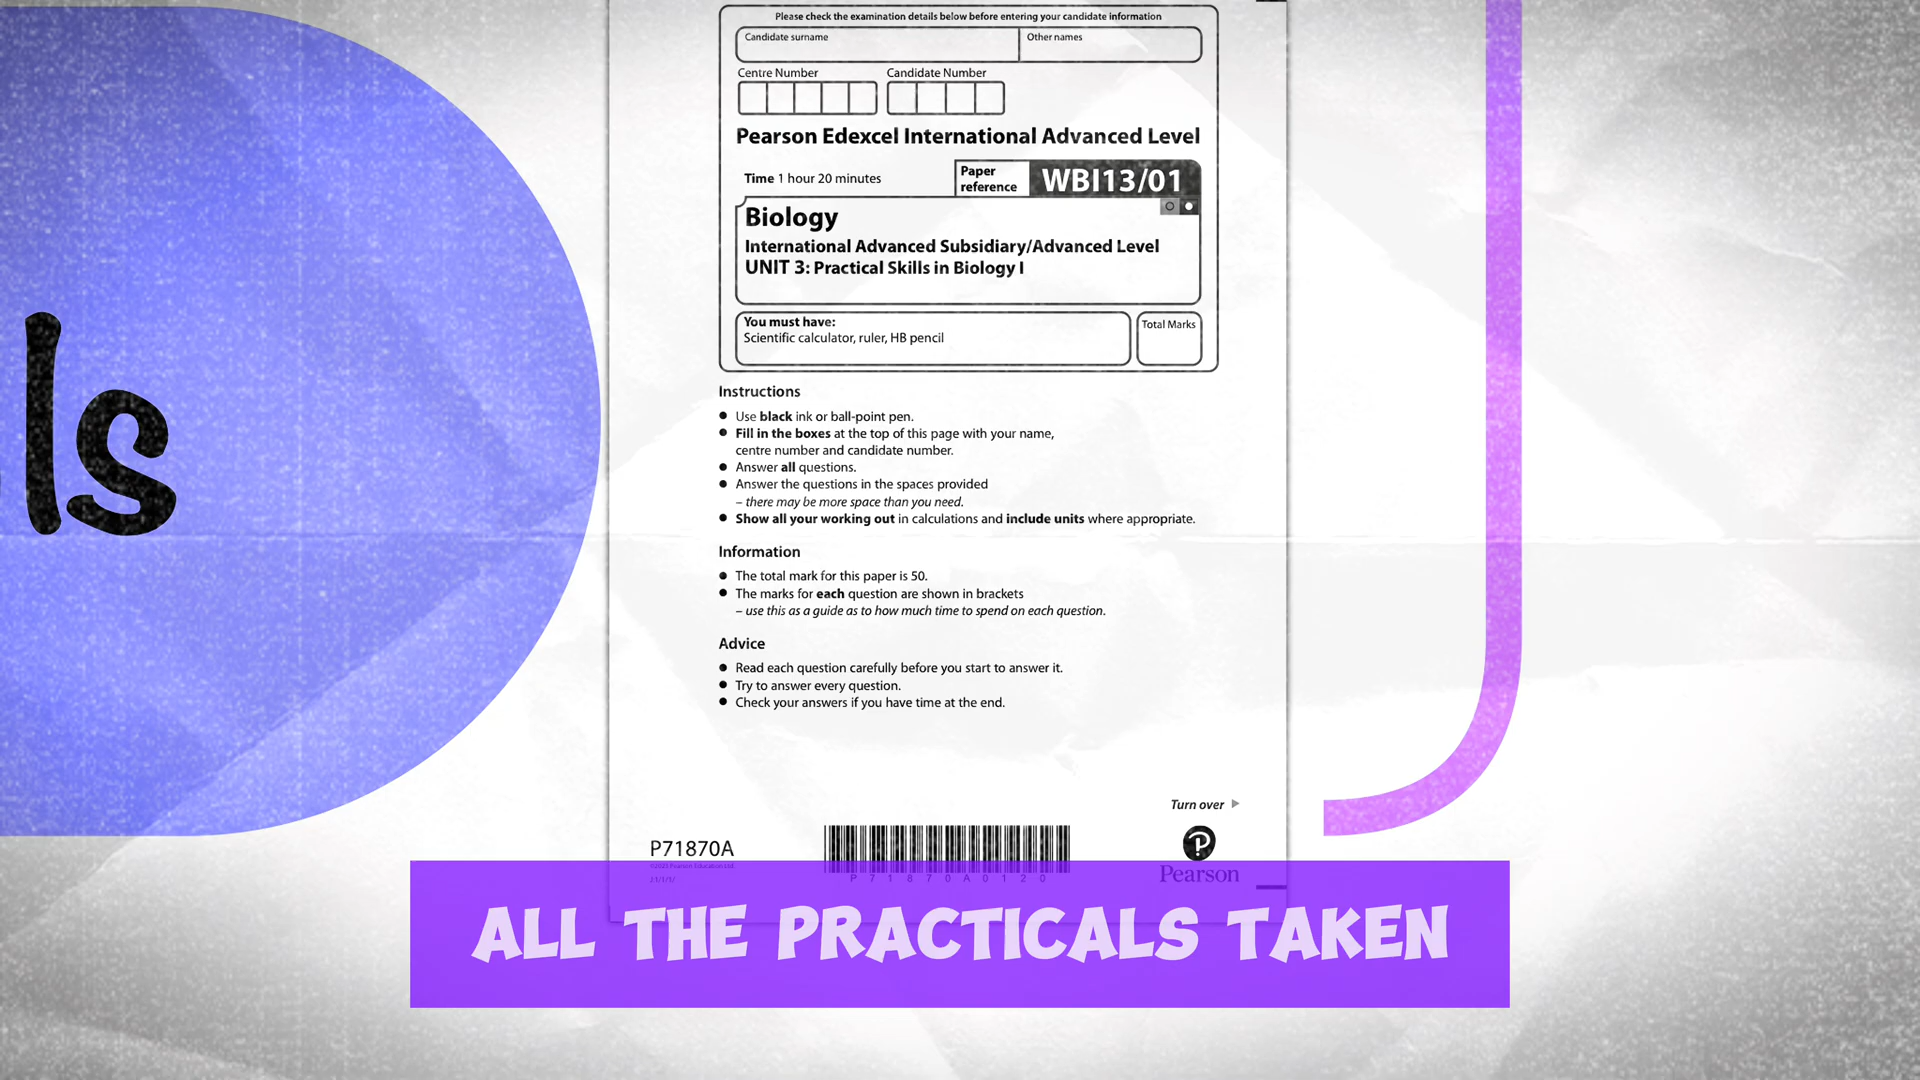 Please check the examination details below before entering your candidate information
Candidate surname
Other names
Centre Number
Candidate Number
Pearson Edexcel International Advanced Level
Time 1 hour 20 minutes
Paper reference
WBI13/01
Biology
International Advanced Subsidiary/Advanced Level
UNIT 3: Practical Skills in Biology I
You must have:
Scientific calculator, ruler, HB pencil
Total Marks
ls
Instructions
● Use black ink or ball-point pen.
● Fill in the boxes at the top of this page with your name,
centre number and candidate number.
● Answer all questions.
● Answer the questions in the spaces provided
– there may be more space than you need.
● Show all your working out in calculations and include units where appropriate.
Information
● The total mark for this paper is 50.
● The marks for each question are shown in brackets
– use this as a guide as to how much time to spend on each question.
Advice
● Read each question carefully before you start to answer it.
● Try to answer every question.
● Check your answers if you have time at the end.
Turn over
P71870A
P71870A0120
Pearson
ALL THE PRACTICALS TAKEN